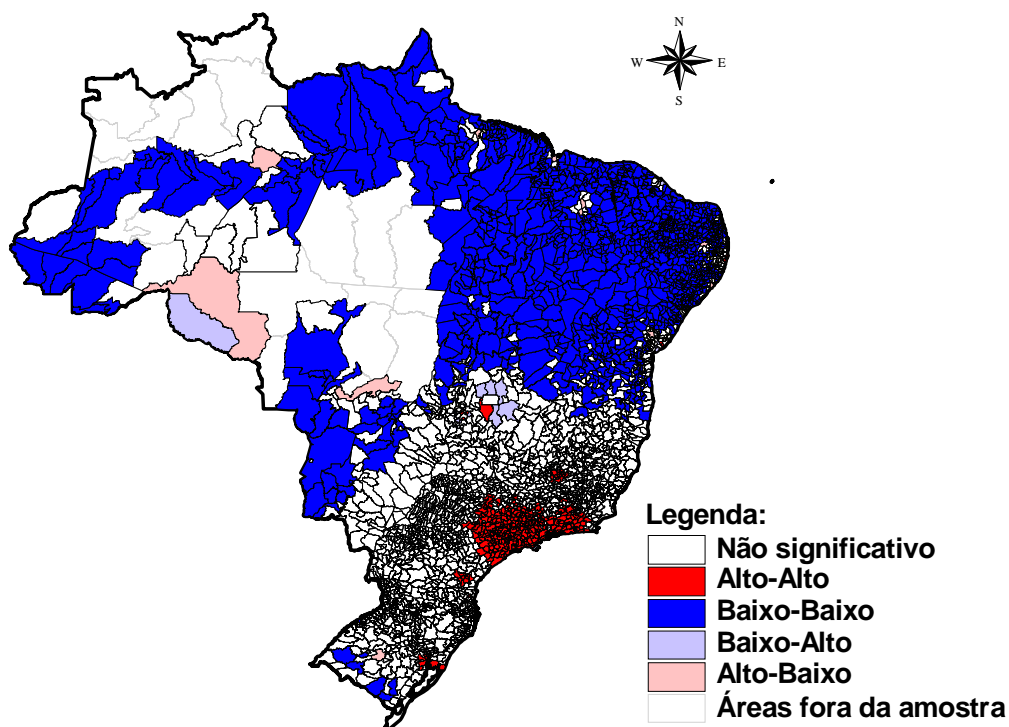 N
W E
S
Legenda:
Não significativo
Alto-Alto
Baixo-Baixo
Baixo-Alto
Alto-Baixo
Áreas fora da amostra